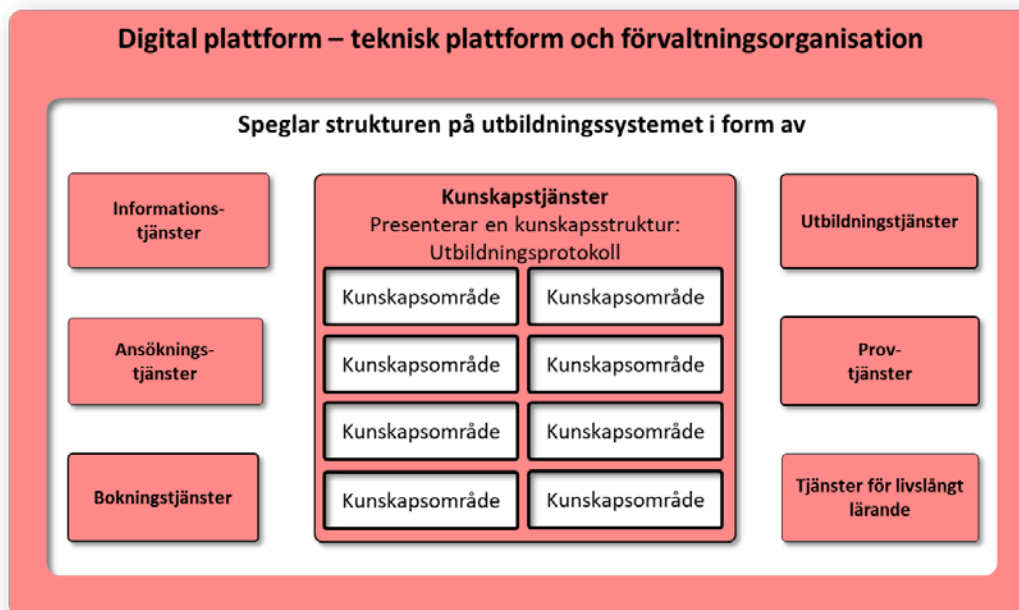 Digital plattform – teknisk plattform och förvaltningsorganisation
Speglar strukturen på utbildningssystemet i form av
Informations-
tjänster
Ansöknings-
tjänster
Bokningstjänster
Kunskapstjänster
Presenterar en kunskapsstruktur:
Utbildningsprotokoll
Kunskapsområde
Kunskapsområde
Kunskapsområde
Kunskapsområde
Kunskapsområde
Kunskapsområde
Kunskapsområde
Kunskapsområde
Utbildningstjänster
Prov-
tjänster
Tjänster för livslångt
lärande